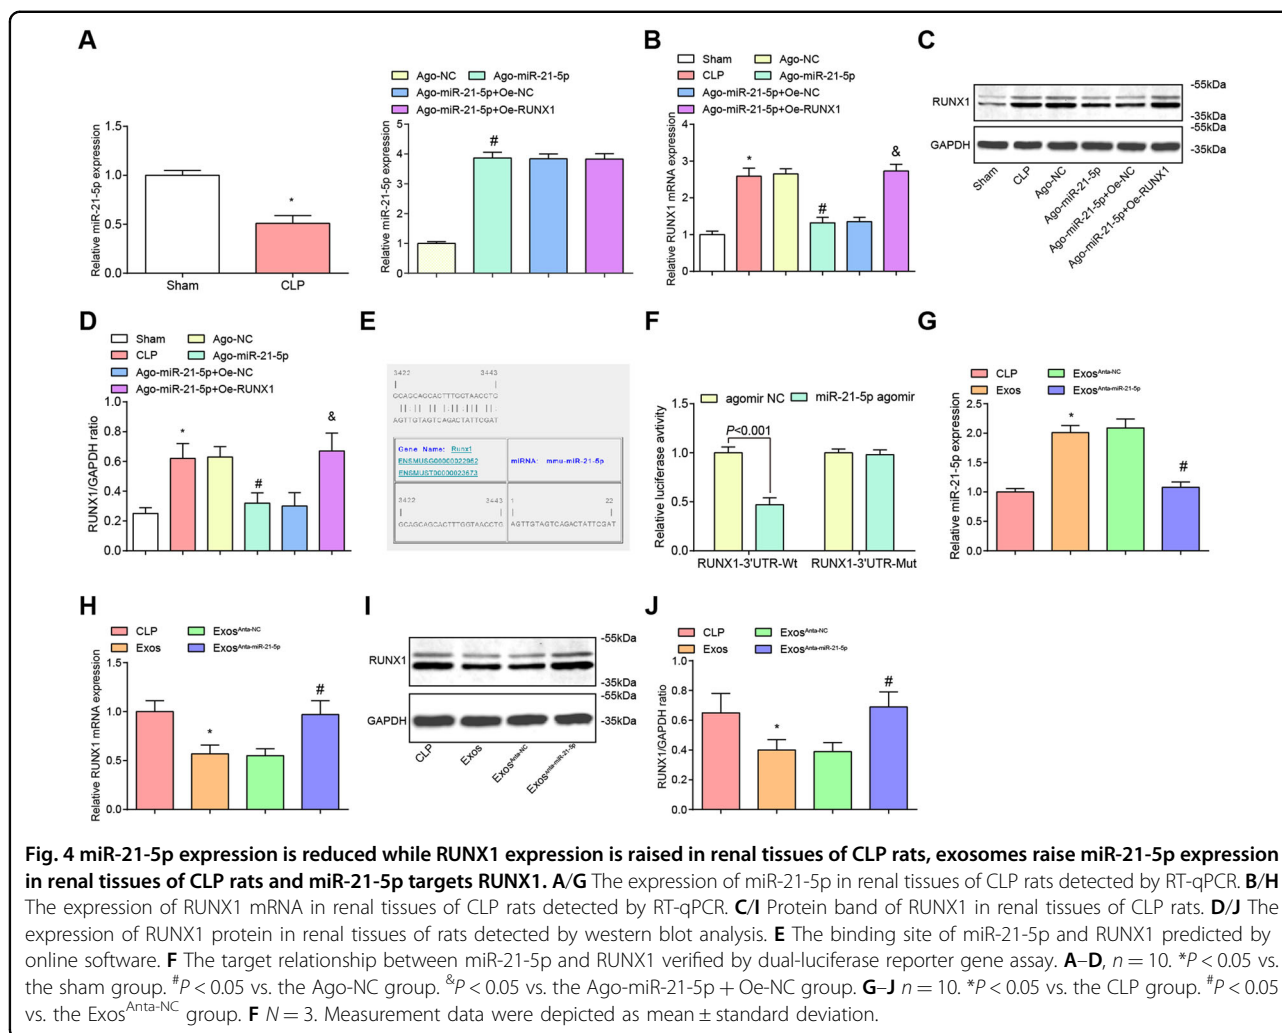 A
Relative miR-21-5p expression
1.5
1.0
0.5
0.0
*
Sham
CLP
Ago-NC
Ago-miR-21-5p
Ago-miR-21-5p+Oe-NC
Ago-miR-21-5p+Oe-RUNX1
Relative miR-21-5p expression
5
4
3
2
1
0
#
B
Sham
Ago-NC
CLP
Ago-miR-21-5p
Ago-miR-21-5p+Oe-NC
Ago-miR-21-5p+Oe-RUNX1
Relative RUNX1 mRNA expression
4
3
2
1
0
*
#
&
C
RUNX1
GAPDH
-55kDa
-35kDa
-55kDa
-35kDa
Sham
CLP
Ago-NC
Ago-miR-21-5p
Ago-miR-21-5p+Oe-NC
Ago-miR-21-5p+Oe-RUNX1
D
Sham
Ago-NC
CLP
Ago-miR-21-5p
Ago-miR-21-5p+Oe-NC
Ago-miR-21-5p+Oe-RUNX1
RUNX1/GAPDH ratio
1.0
0.8
0.6
0.4
0.2
0.0
*
#
&
E
3422 3443
GCAGCAGCACTTTGGTAACCTG
AGTTGTAGTCAGACTATTCGAT
Gene Name: Runx1
ENSMUSG00000022952
ENSMUST00000023673
miRNA: mmu-miR-21-5p
3422 3443
GCAGCAGCACTTTGGTAACCTG
1 22
AGTTGTAGTCAGACTATTCGAT
F
agomir NC
miR-21-5p agomir
Relative luciferase avtivity
1.5
1.0
0.5
0.0
P<0.001
RUNX1-3'UTR-Wt
RUNX1-3'UTR-Mut
G
CLP
Exos^Anta-NC
Exos
Exos^Anta-miR-21-5p
Relative miR-21-5p expression
2.5
2.0
1.5
1.0
0.5
0.0
*
#
H
CLP
Exos^Anta-NC
Exos
Exos^Anta-miR-21-5p
Relative RUNX1 mRNA expression
1.5
1.0
0.5
0.0
*
#
I
RUNX1
GAPDH
-55kDa
-35kDa
-55kDa
-35kDa
CLP
Exos
Exos^Anta-NC
Exos^Anta-miR-21-5p
J
CLP
Exos^Anta-NC
Exos
Exos^Anta-miR-21-5p
RUNX1/GAPDH ratio
1.0
0.8
0.6
0.4
0.2
0.0
*
#
Fig. 4 miR-21-5p expression is reduced while RUNX1 expression is raised in renal tissues of CLP rats, exosomes raise miR-21-5p expression
in renal tissues of CLP rats and miR-21-5p targets RUNX1. A/G The expression of miR-21-5p in renal tissues of CLP rats detected by RT-qPCR. B/H
The expression of RUNX1 mRNA in renal tissues of CLP rats detected by RT-qPCR. C/I Protein band of RUNX1 in renal tissues of CLP rats. D/J The
expression of RUNX1 protein in renal tissues of rats detected by western blot analysis. E The binding site of miR-21-5p and RUNX1 predicted by
online software. F The target relationship between miR-21-5p and RUNX1 verified by dual-luciferase reporter gene assay. A–D, n = 10. *P < 0.05 vs.
the sham group. #P < 0.05 vs. the Ago-NC group. &P < 0.05 vs. the Ago-miR-21-5p + Oe-NC group. G–J n = 10. *P < 0.05 vs. the CLP group. #P < 0.05
vs. the Exos^Anta-NC group. F N = 3. Measurement data were depicted as mean ± standard deviation.